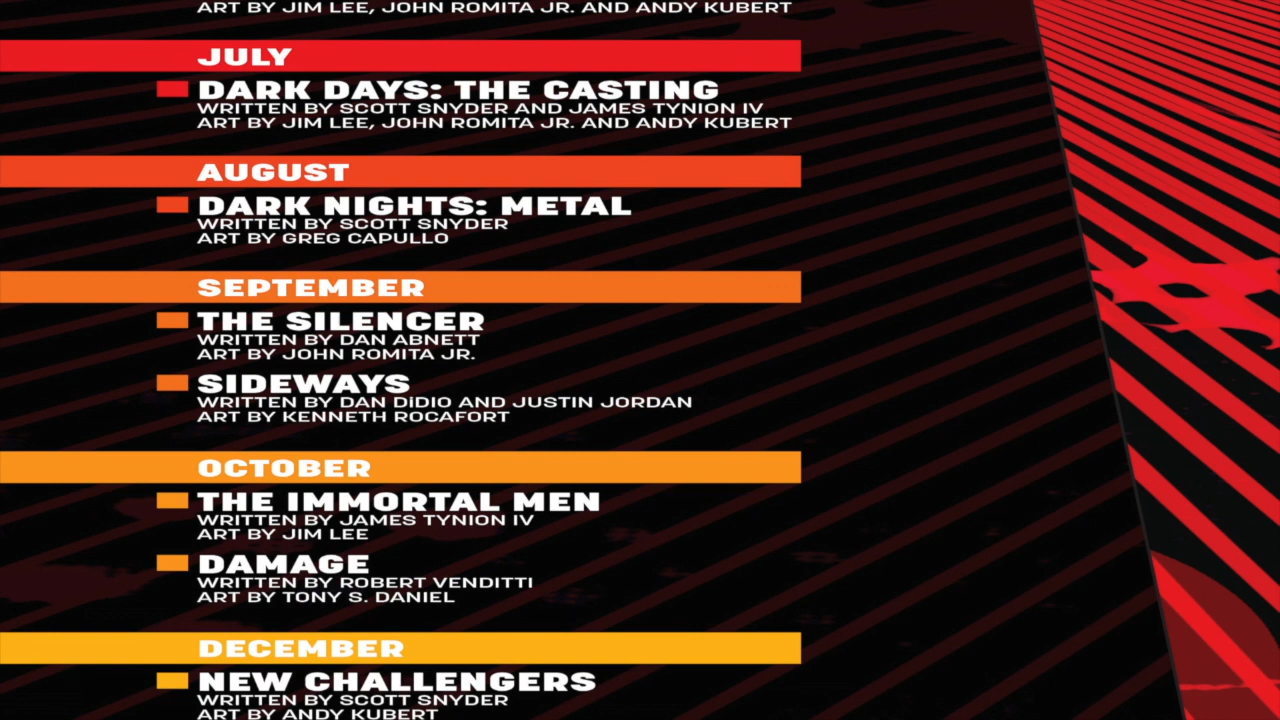 ART BY JIM LEE, JOHN ROMITA JR. AND ANDY KUBERT
JULY
DARK DAYS: THE CASTING
WRITTEN BY SCOTT SNYDER AND JAMES TYNION IV
ART BY JIM LEE, JOHN ROMITA JR. AND ANDY KUBERT
AUGUST
DARK NIGHTS: METAL
WRITTEN BY SCOTT SNYDER
ART BY GREG CAPULLO
SEPTEMBER
THE SILENCER
WRITTEN BY DAN ABNETT
ART BY JOHN ROMITA JR.
SIDEWAYS
WRITTEN BY DAN DiDIO AND JUSTIN JORDAN
ART BY KENNETH ROCAFORT
OCTOBER
THE IMMORTAL MEN
WRITTEN BY JAMES TYNION IV
ART BY JIM LEE
DAMAGE
WRITTEN BY ROBERT VENDITTI
ART BY TONY S. DANIEL
DECEMBER
NEW CHALLENGERS
WRITTEN BY SCOTT SNYDER
ART BY ANDY KUBERT